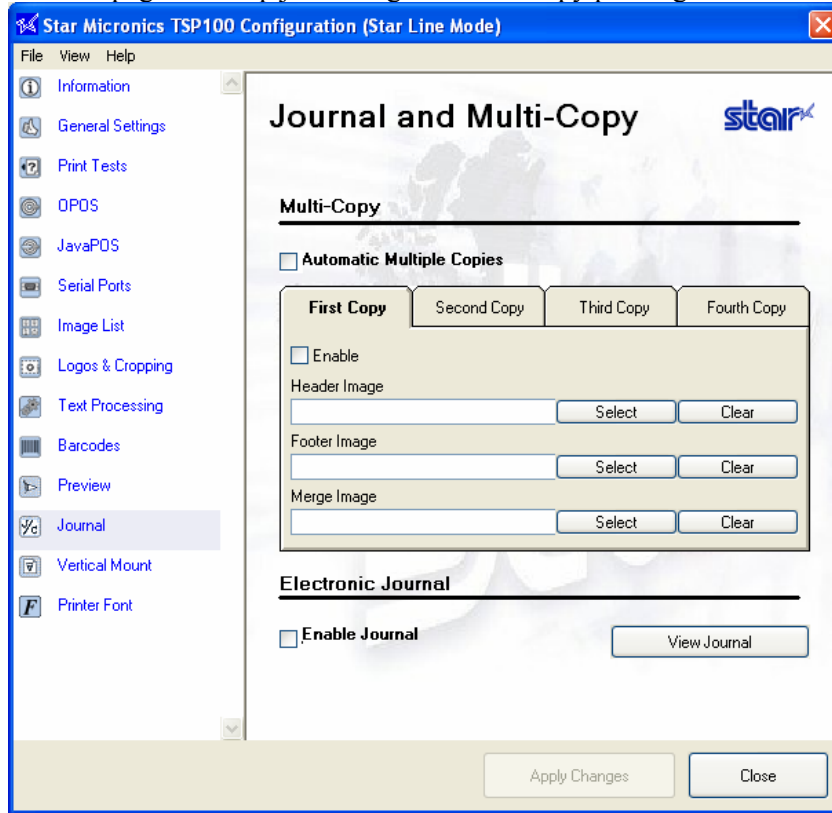 Star Micronics TSP100 Configuration (Star Line Mode)
File View Help
Information
General Settings
Print Tests
OPOS
JavaPOS
Serial Ports
Image List
Logos & Cropping
Text Processing
Barcodes
Preview
Journal
Vertical Mount
Printer Font
Journal and Multi-Copy
star
Multi-Copy
Automatic Multiple Copies
First Copy Second Copy Third Copy Fourth Copy
Enable
Header Image
Select Clear
Footer Image
Select Clear
Merge Image
Select Clear
Electronic Journal
Enable Journal
View Journal
Apply Changes Close